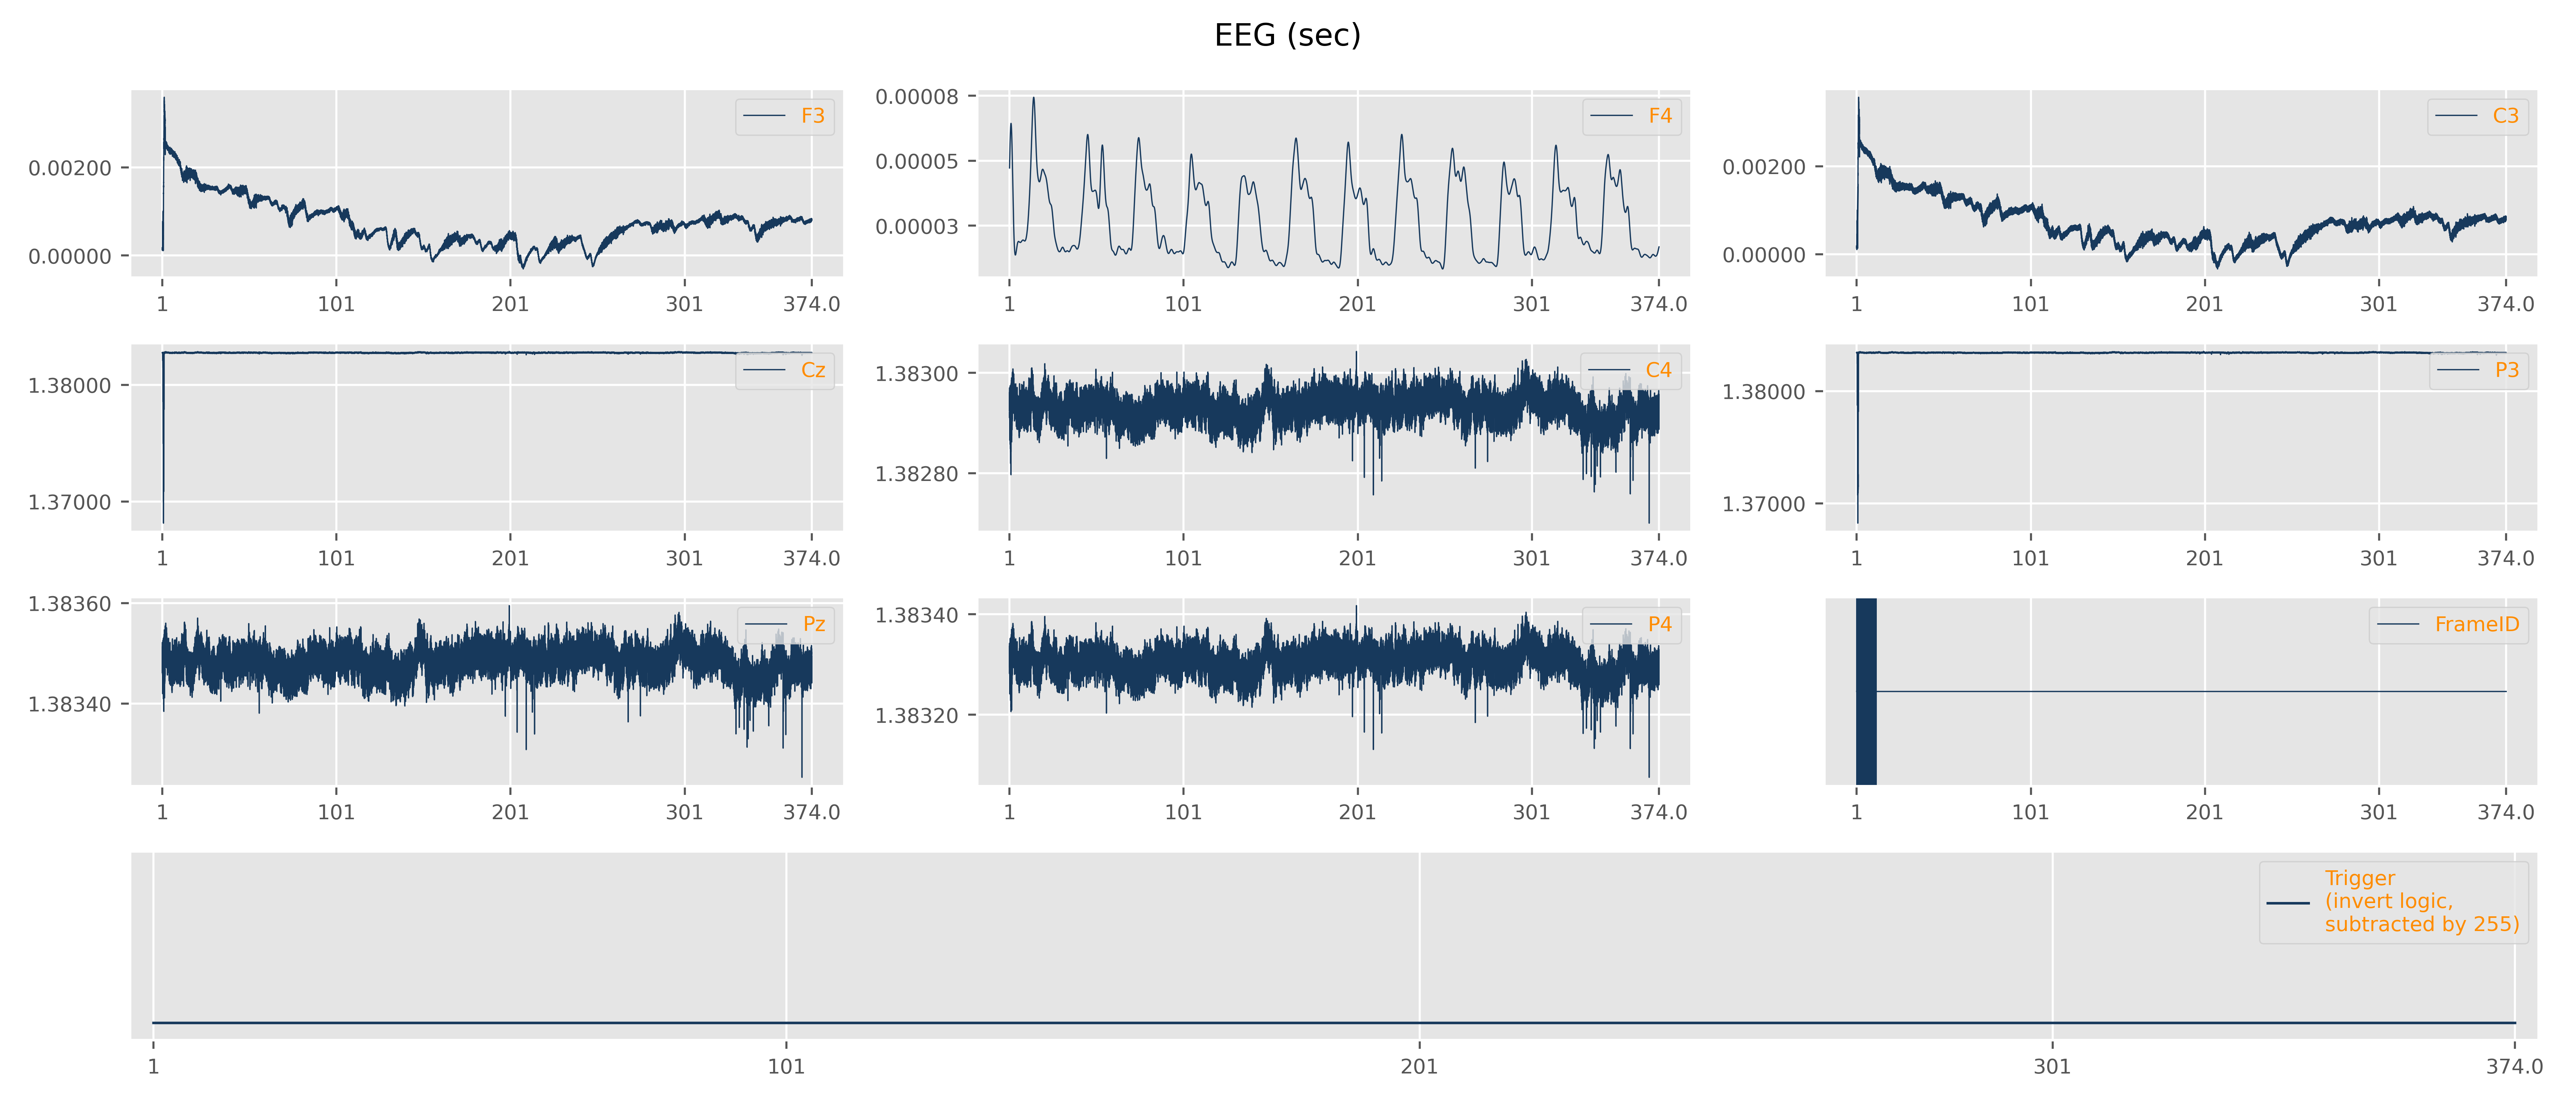 EEG (sec)
F3
0.00200
0.00000
1 101 201 301 374.0
F4
0.00008
0.00005
0.00003
1 101 201 301 374.0
C3
0.00200
0.00000
1 101 201 301 374.0
Cz
1.38000
1.37000
1 101 201 301 374.0
C4
1.38300
1.38280
1 101 201 301 374.0
P3
1.38000
1.37000
1 101 201 301 374.0
Pz
1.38360
1.38340
1 101 201 301 374.0
P4
1.38340
1.38320
1 101 201 301 374.0
FrameID
1 101 201 301 374.0
Trigger
(invert logic,
subtracted by 255)
1 101 201 301 374.0